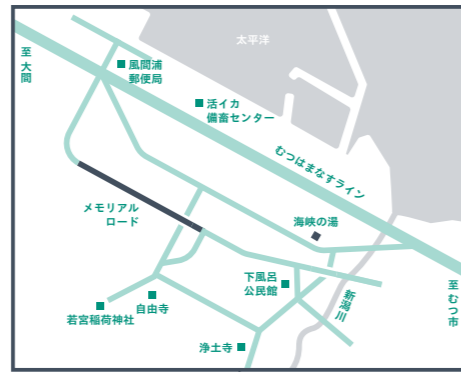 太平洋
至大間
風間浦
郵便局
活イカ
備蓄センター
むつはまなすライン
メモリアル
ロード
海峡の湯
下風呂
公民館
新湯川
至むつ市
自由寺
若宮稲荷神社
浄土寺